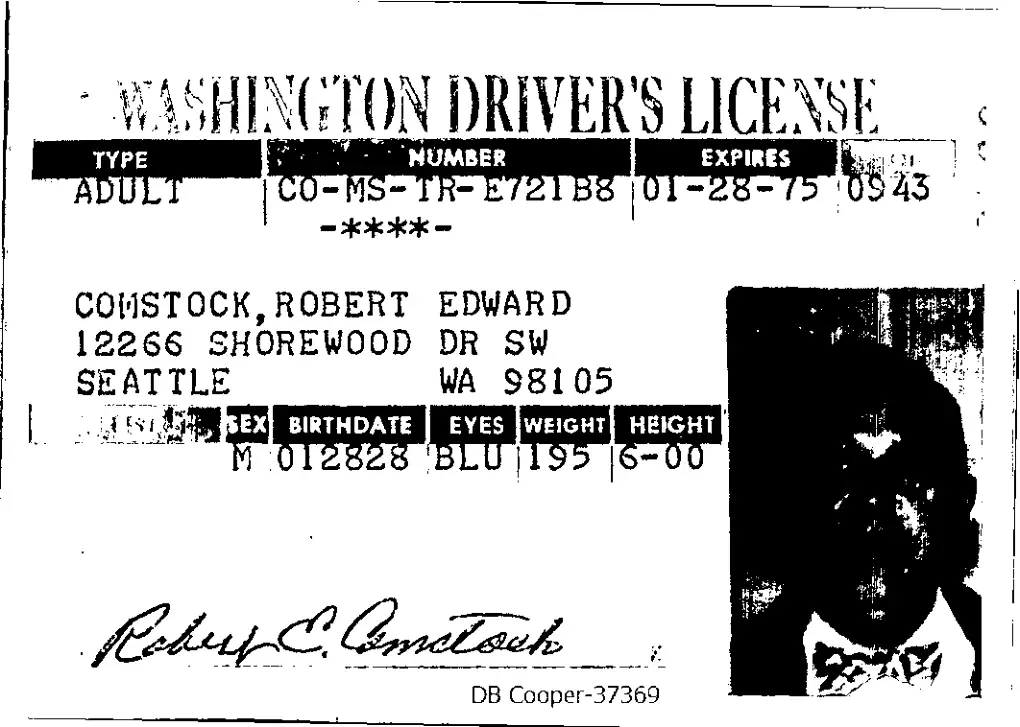 WASHINGTON DRIVER'S LICENSE
TYPE NUMBER EXPIRES
ADULT CO-MS-TR-E721B8 01-28-75 0943
-****-
COMSTOCK,ROBERT EDWARD
12266 SHOREWOOD DR SW
SEATTLE WA 98105
SEX BIRTHDATE EYES WEIGHT HEIGHT
M 012828 BLU 195 6-00
Robert E. Comstock
DB Cooper-37369